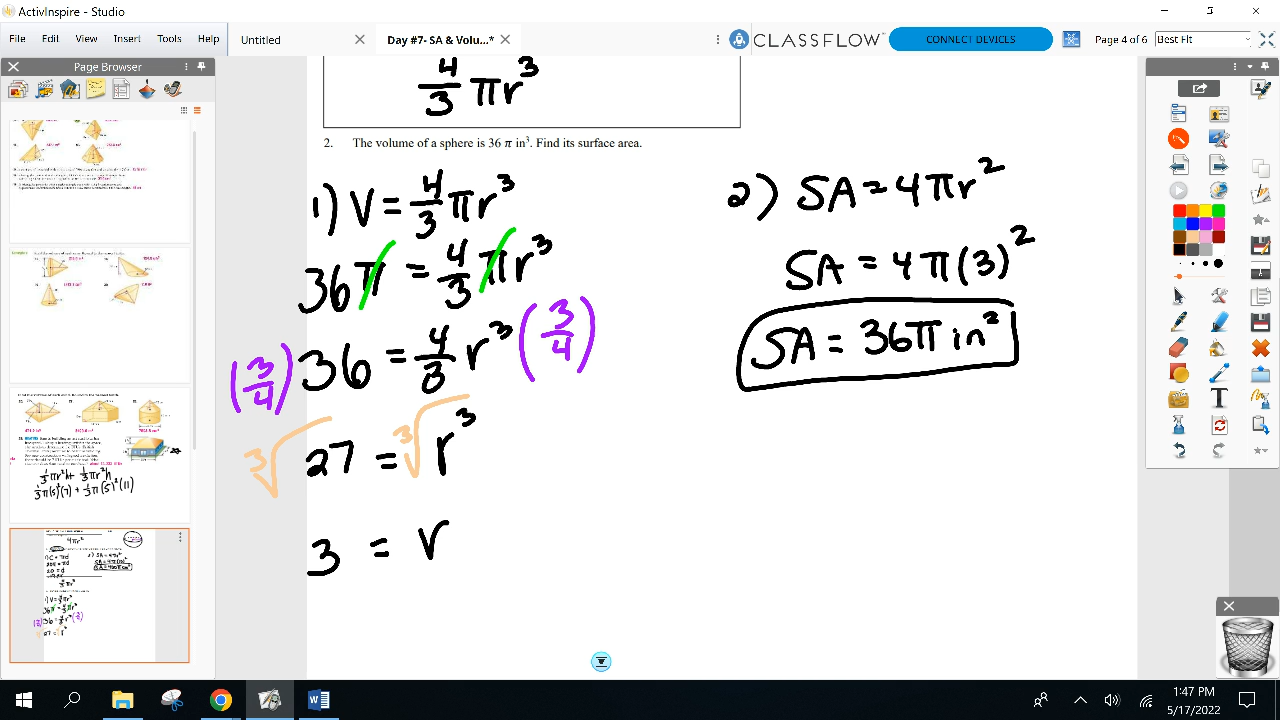 ActivInspire - Studio
File Edit View Insert Tools Help
Untitled
Day #7- SA & Volu...*
CLASSFLOW
CONNECT DEVICES
Page 4 of 6
Best Fit
Page Browser
4/3 πr³
2. The volume of a sphere is 36 π in³. Find its surface area.
1) V = 4/3 πr³
36π = 4/3 πr³
(3/4) 36 = 4/3 r³ (3/4)
∛27 = ∛r³
3 = r
2) SA = 4πr²
SA = 4π(3)²
SA = 36π in²
1:47 PM
5/17/2022